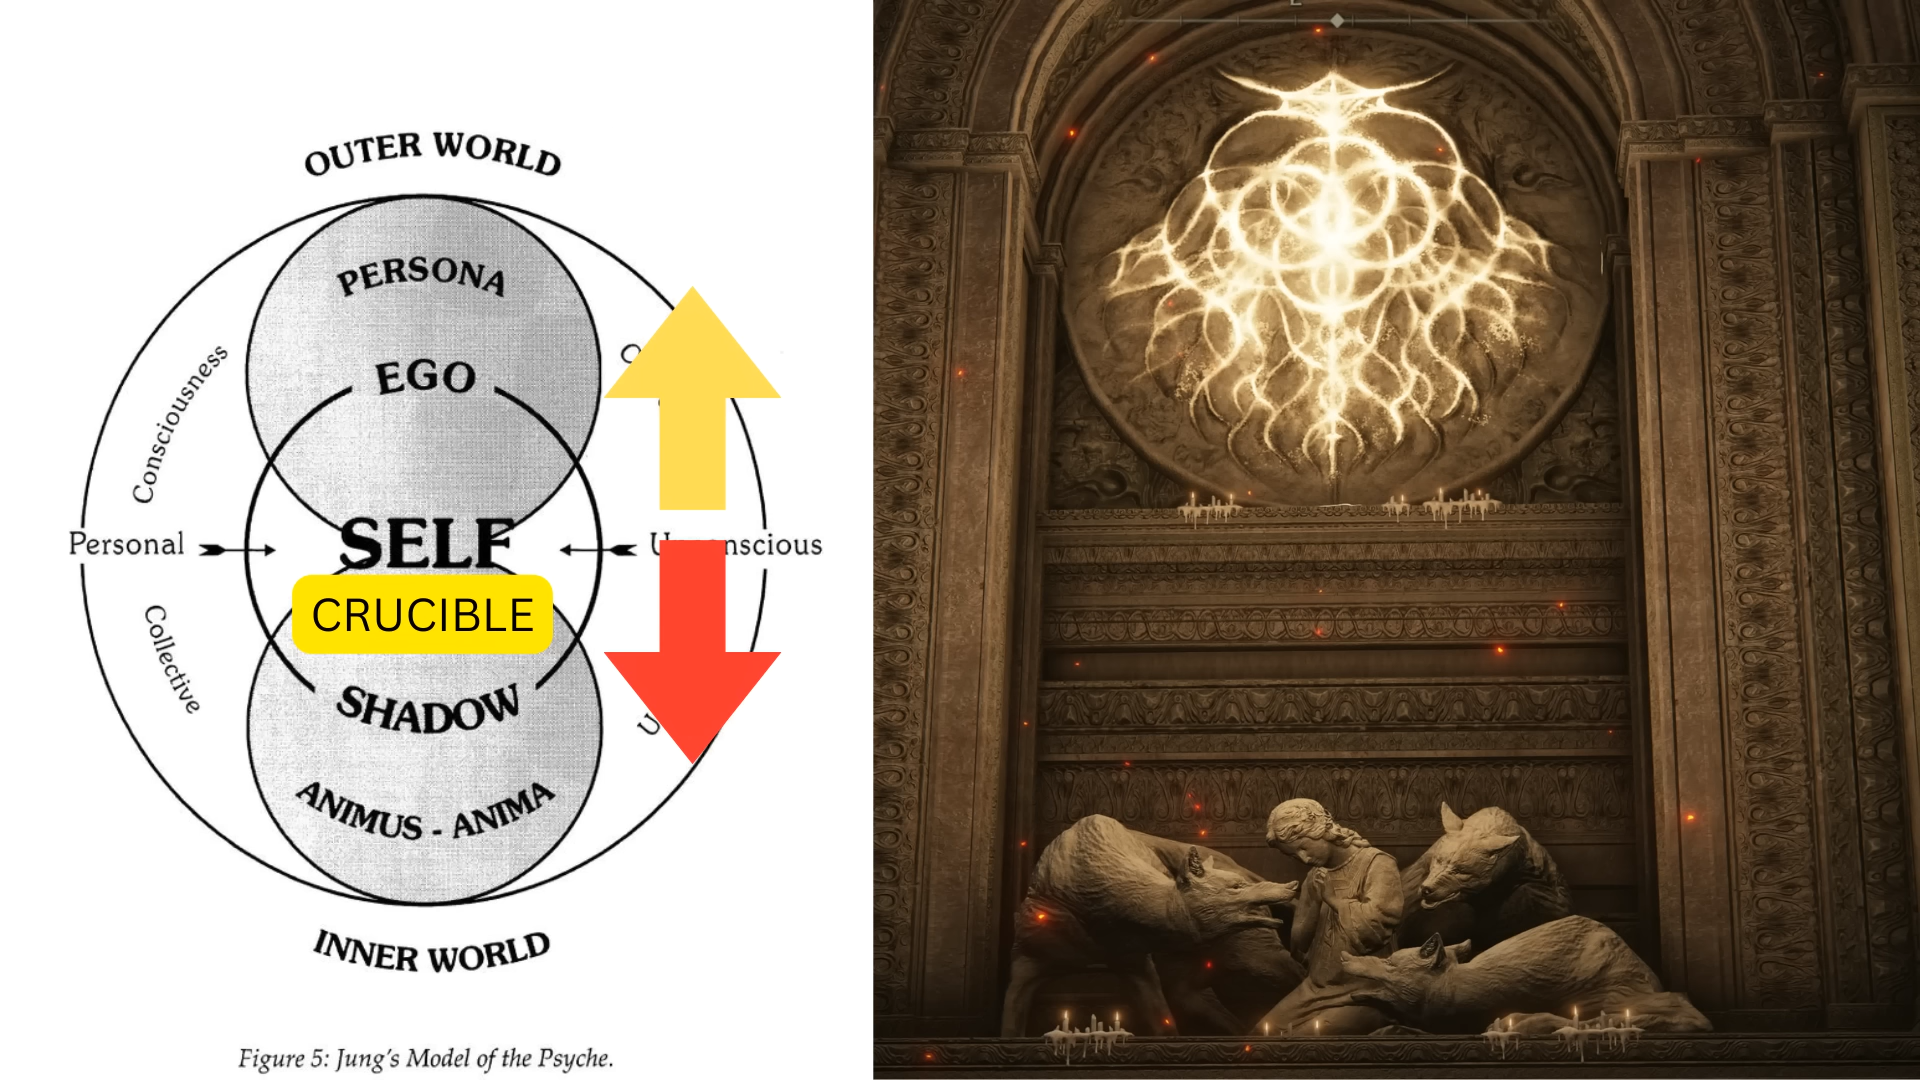 OUTER WORLD
PERSONA
EGO
Consciousness
Personal
SELF
CRUCIBLE
Collective
SHADOW
ANIMUS - ANIMA
INNER WORLD
Figure 5: Jung's Model of the Psyche.